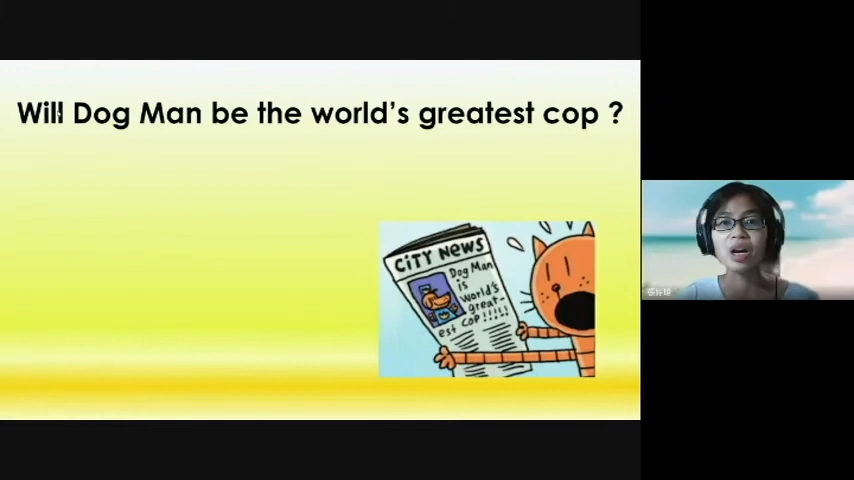 Will Dog Man be the world's greatest cop ?
CiTY NEWS
Dog Man
is
world's
great-
est cop!!!!!